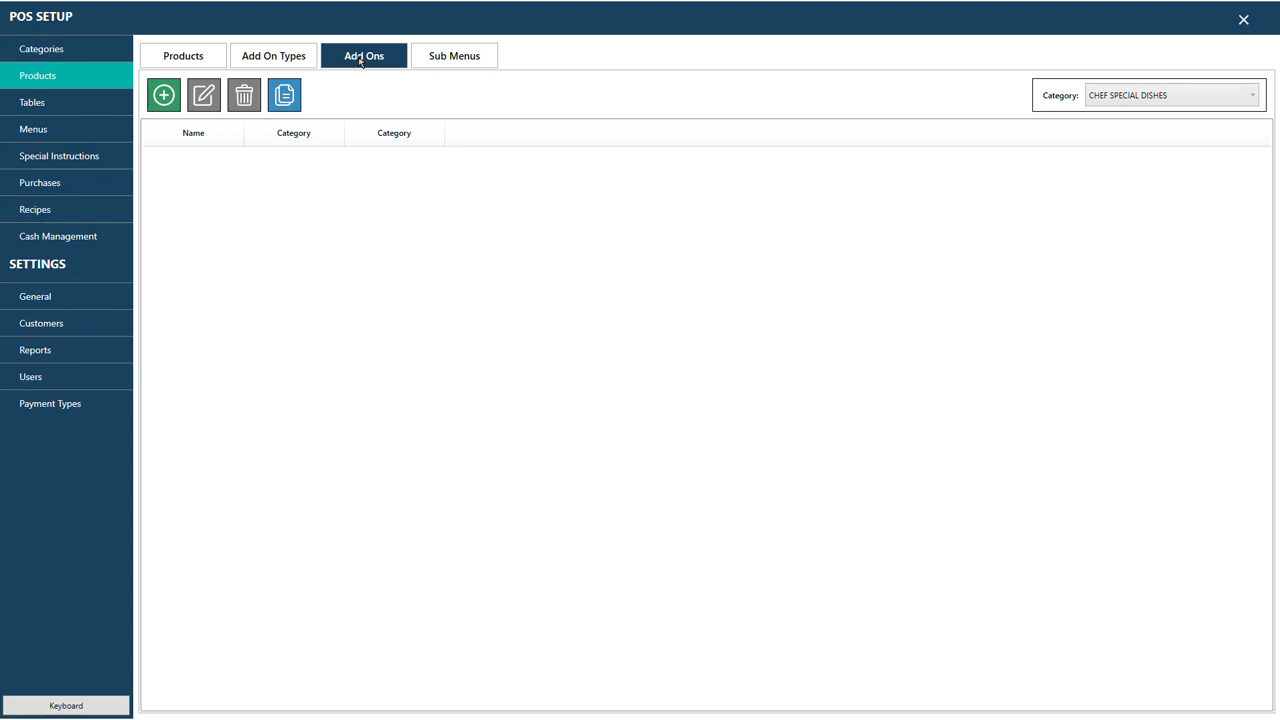 POS SETUP
Categories
Products
Tables
Menus
Special Instructions
Purchases
Recipes
Cash Management
SETTINGS
General
Customers
Reports
Users
Payment Types
Keyboard
Products Add On Types Add Ons Sub Menus
Category: CHEF SPECIAL DISHES
Name Category Category